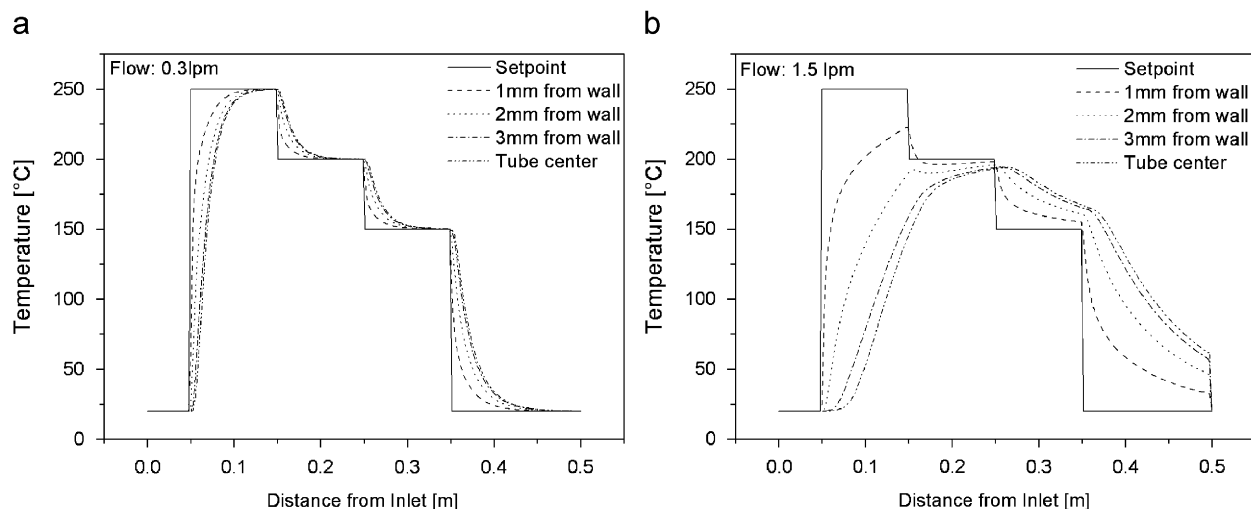 a
Flow: 0.3lpm
Setpoint
1mm from wall
2mm from wall
3mm from wall
Tube center
250
200
150
100
50
0
Temperature [°C]
0.0 0.1 0.2 0.3 0.4 0.5
Distance from Inlet [m]
b
Flow: 1.5 lpm
Setpoint
1mm from wall
2mm from wall
3mm from wall
Tube center
250
200
150
100
50
0
Temperature [°C]
0.0 0.1 0.2 0.3 0.4 0.5
Distance from Inlet [m]